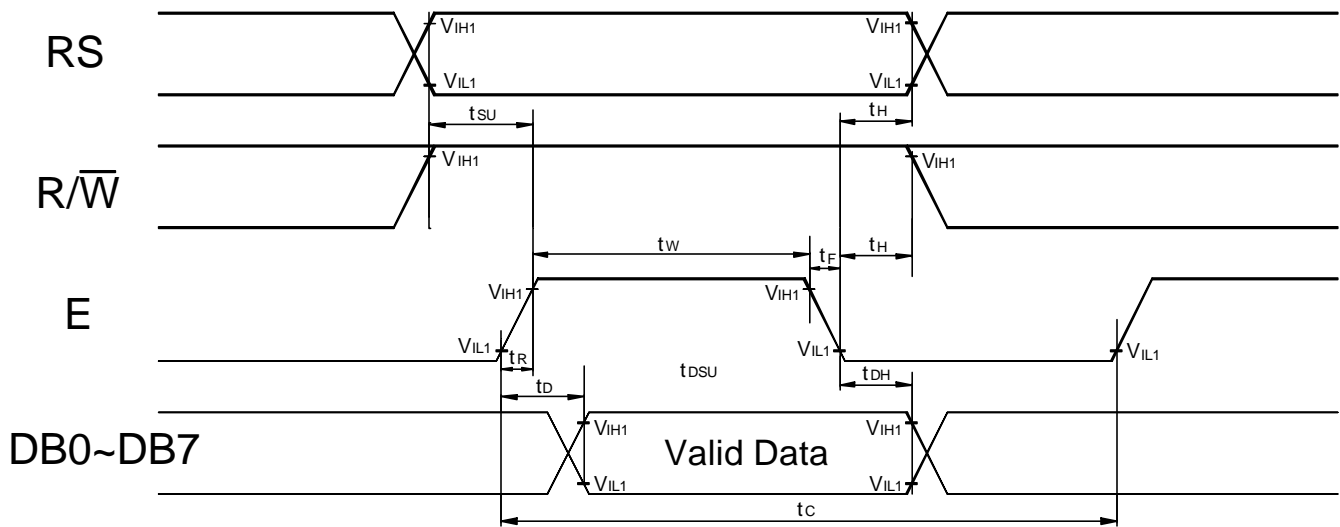 RS
VIH1
VIH1
VIL1
VIL1
tSU
tH
R/W̅
VIH1
VIH1
tW
tF
tH
E
VIH1
VIH1
VIL1
VIL1
VIL1
tR
tDSU
tDH
tD
DB0~DB7
VIH1
Valid Data
VIH1
VIL1
VIL1
tC